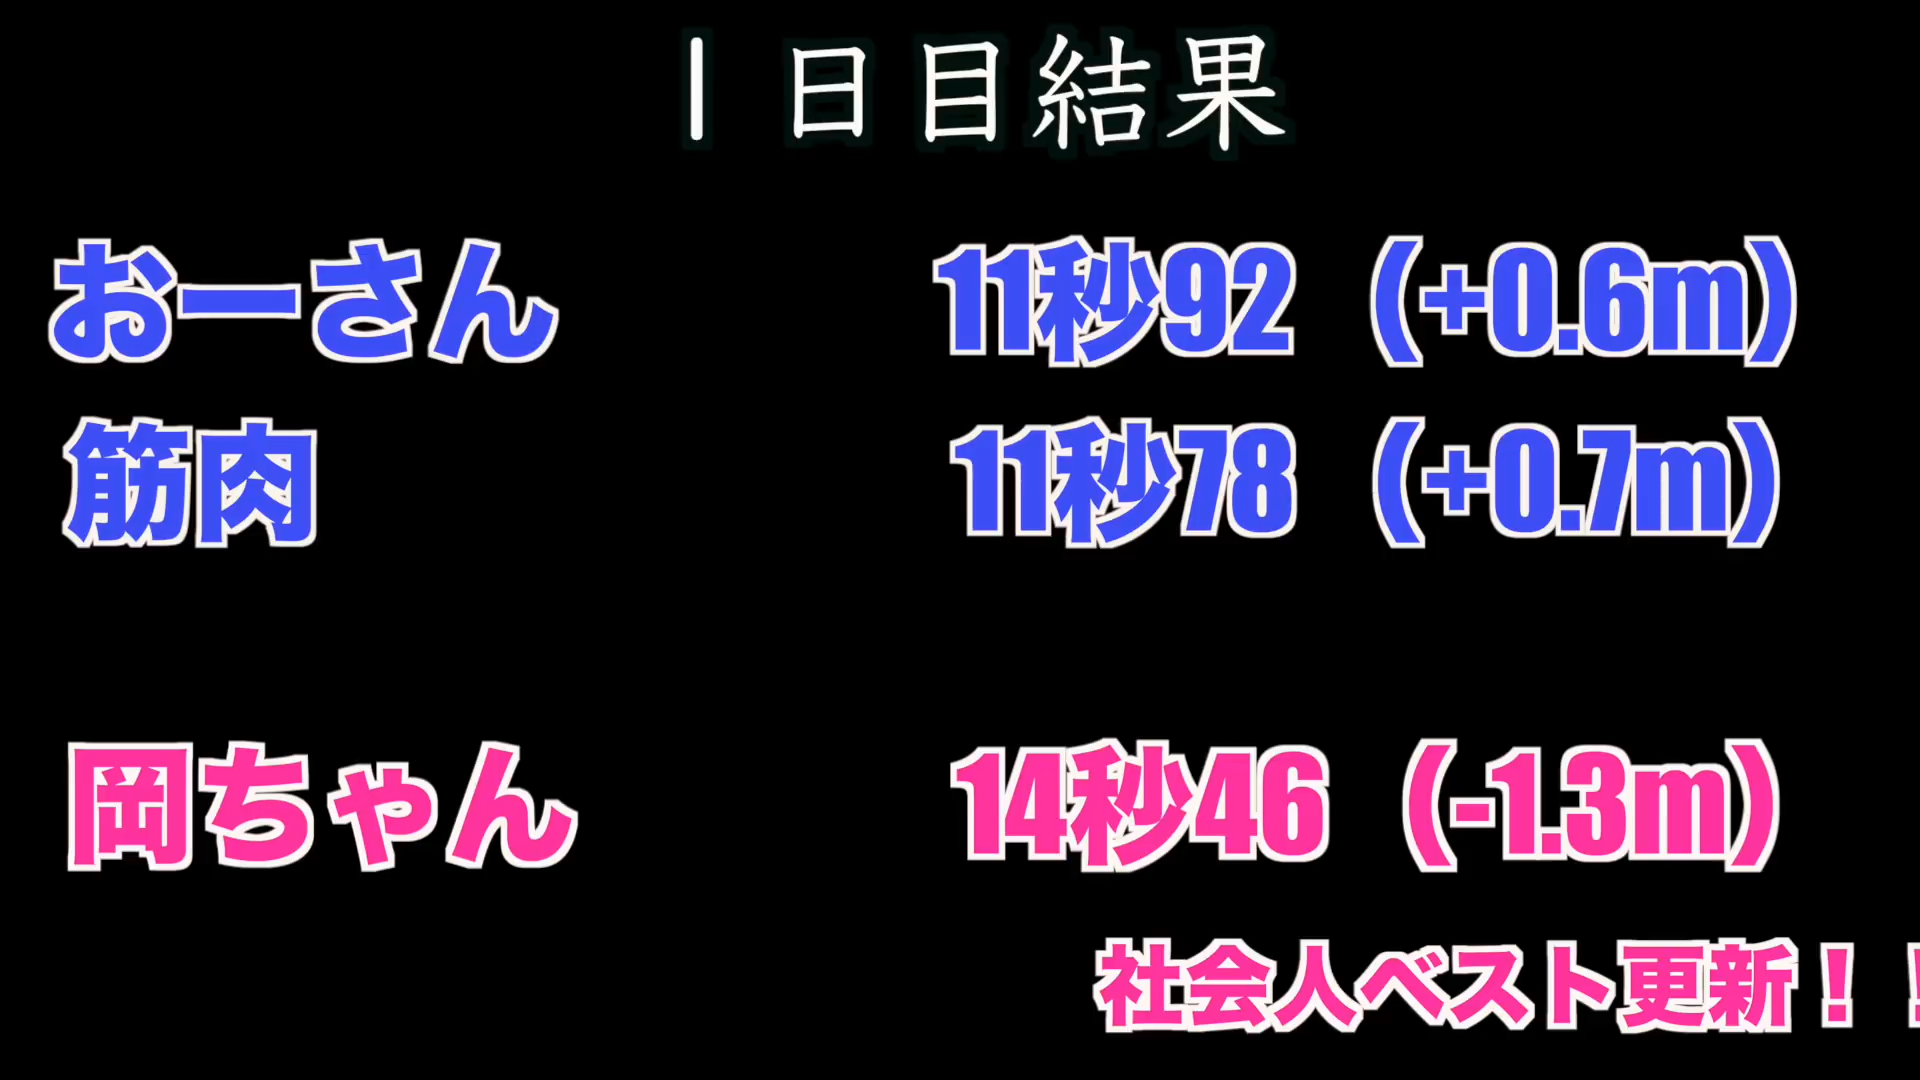 1日目結果
おーさん 11秒92（+0.6m）
筋肉 11秒78（+0.7m）
岡ちゃん 14秒46（-1.3m）
社会人ベスト更新！！